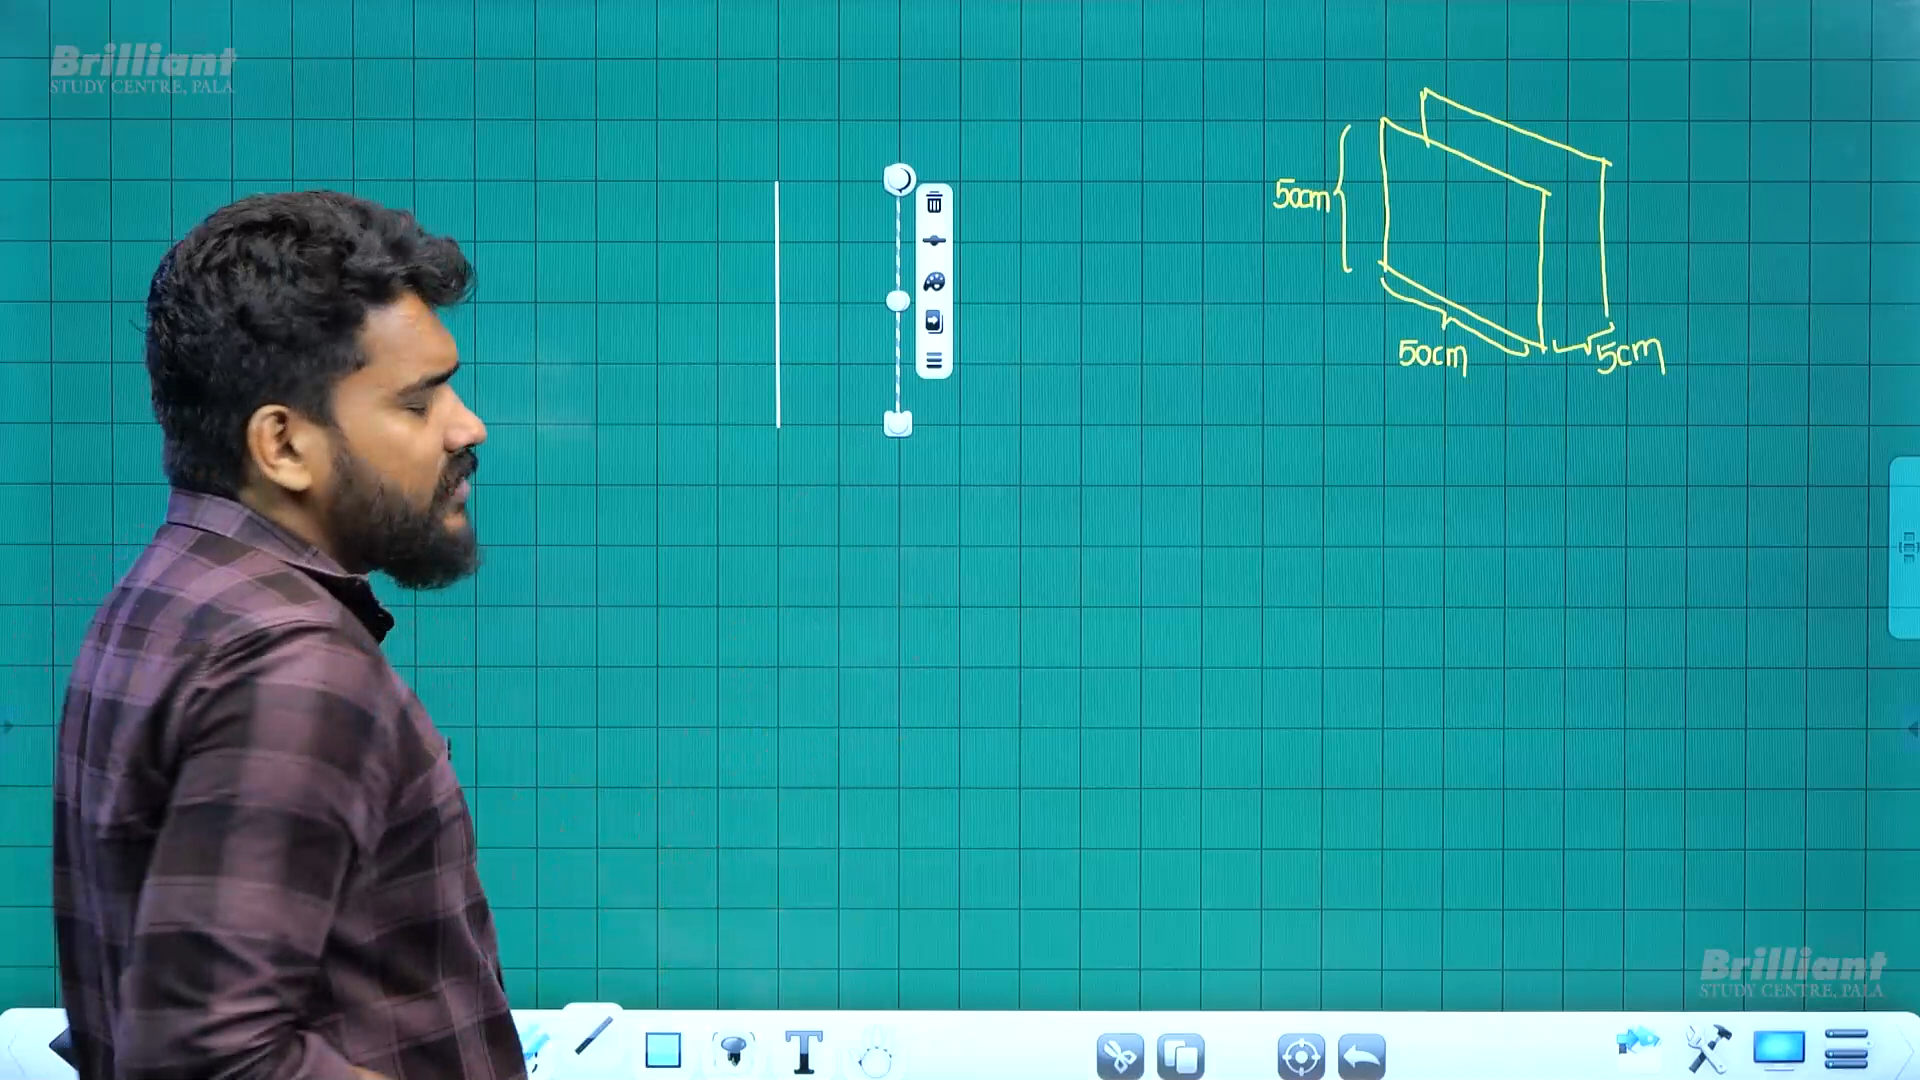 Brilliant
STUDY CENTRE, PALA
50cm
50cm
5cm
T
Brilliant
STUDY CENTRE, PALA